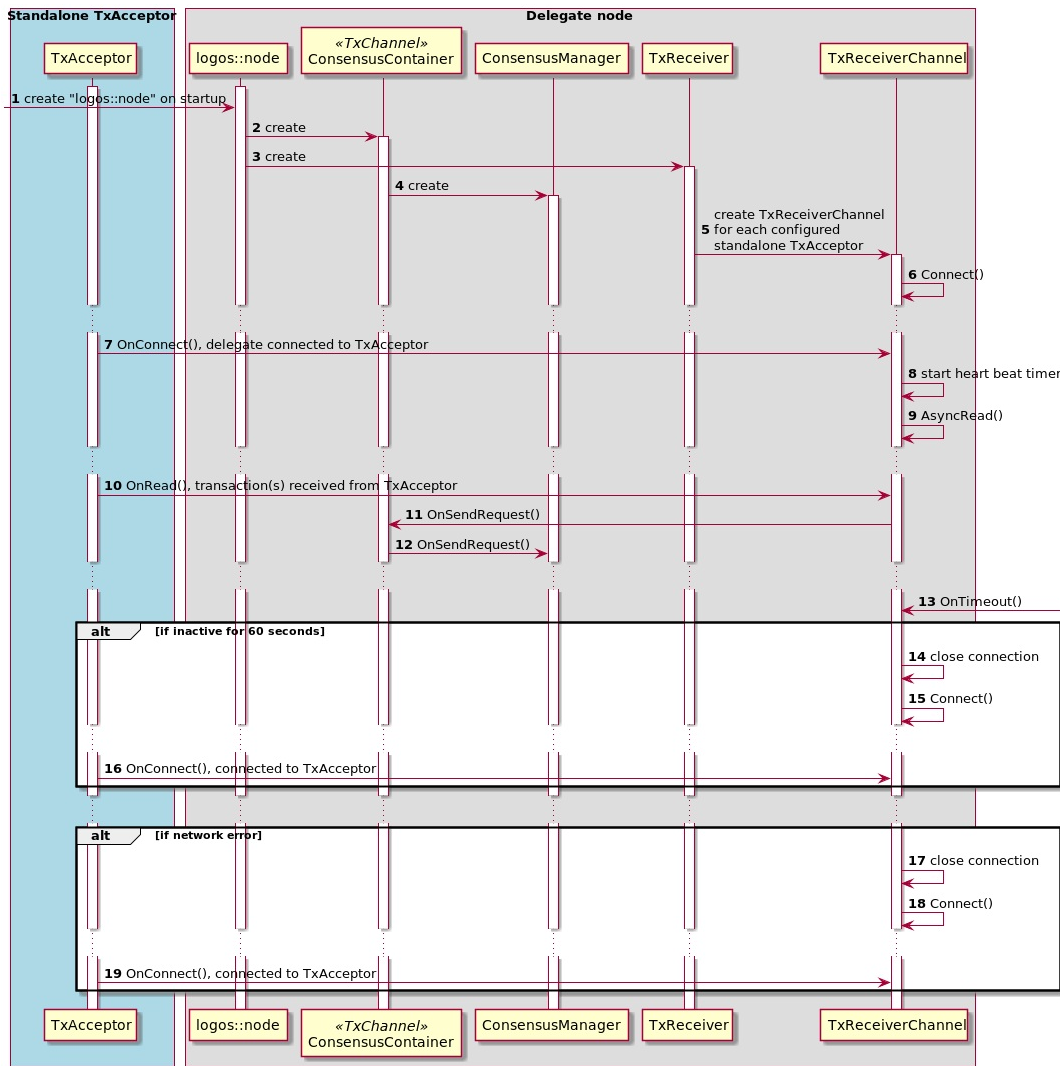 Standalone TxAcceptor
Delegate node
TxAcceptor
logos::node
«TxChannel»
ConsensusContainer
ConsensusManager
TxReceiver
TxReceiverChannel
1 create "logos::node" on startup
2 create
3 create
4 create
create TxReceiverChannel
5 for each configured
standalone TxAcceptor
6 Connect()
7 OnConnect(), delegate connected to TxAcceptor
8 start heart beat timer
9 AsyncRead()
10 OnRead(), transaction(s) received from TxAcceptor
11 OnSendRequest()
12 OnSendRequest()
13 OnTimeout()
alt [if inactive for 60 seconds]
14 close connection
15 Connect()
16 OnConnect(), connected to TxAcceptor
alt [if network error]
17 close connection
18 Connect()
19 OnConnect(), connected to TxAcceptor
TxAcceptor
logos::node
«TxChannel»
ConsensusContainer
ConsensusManager
TxReceiver
TxReceiverChannel